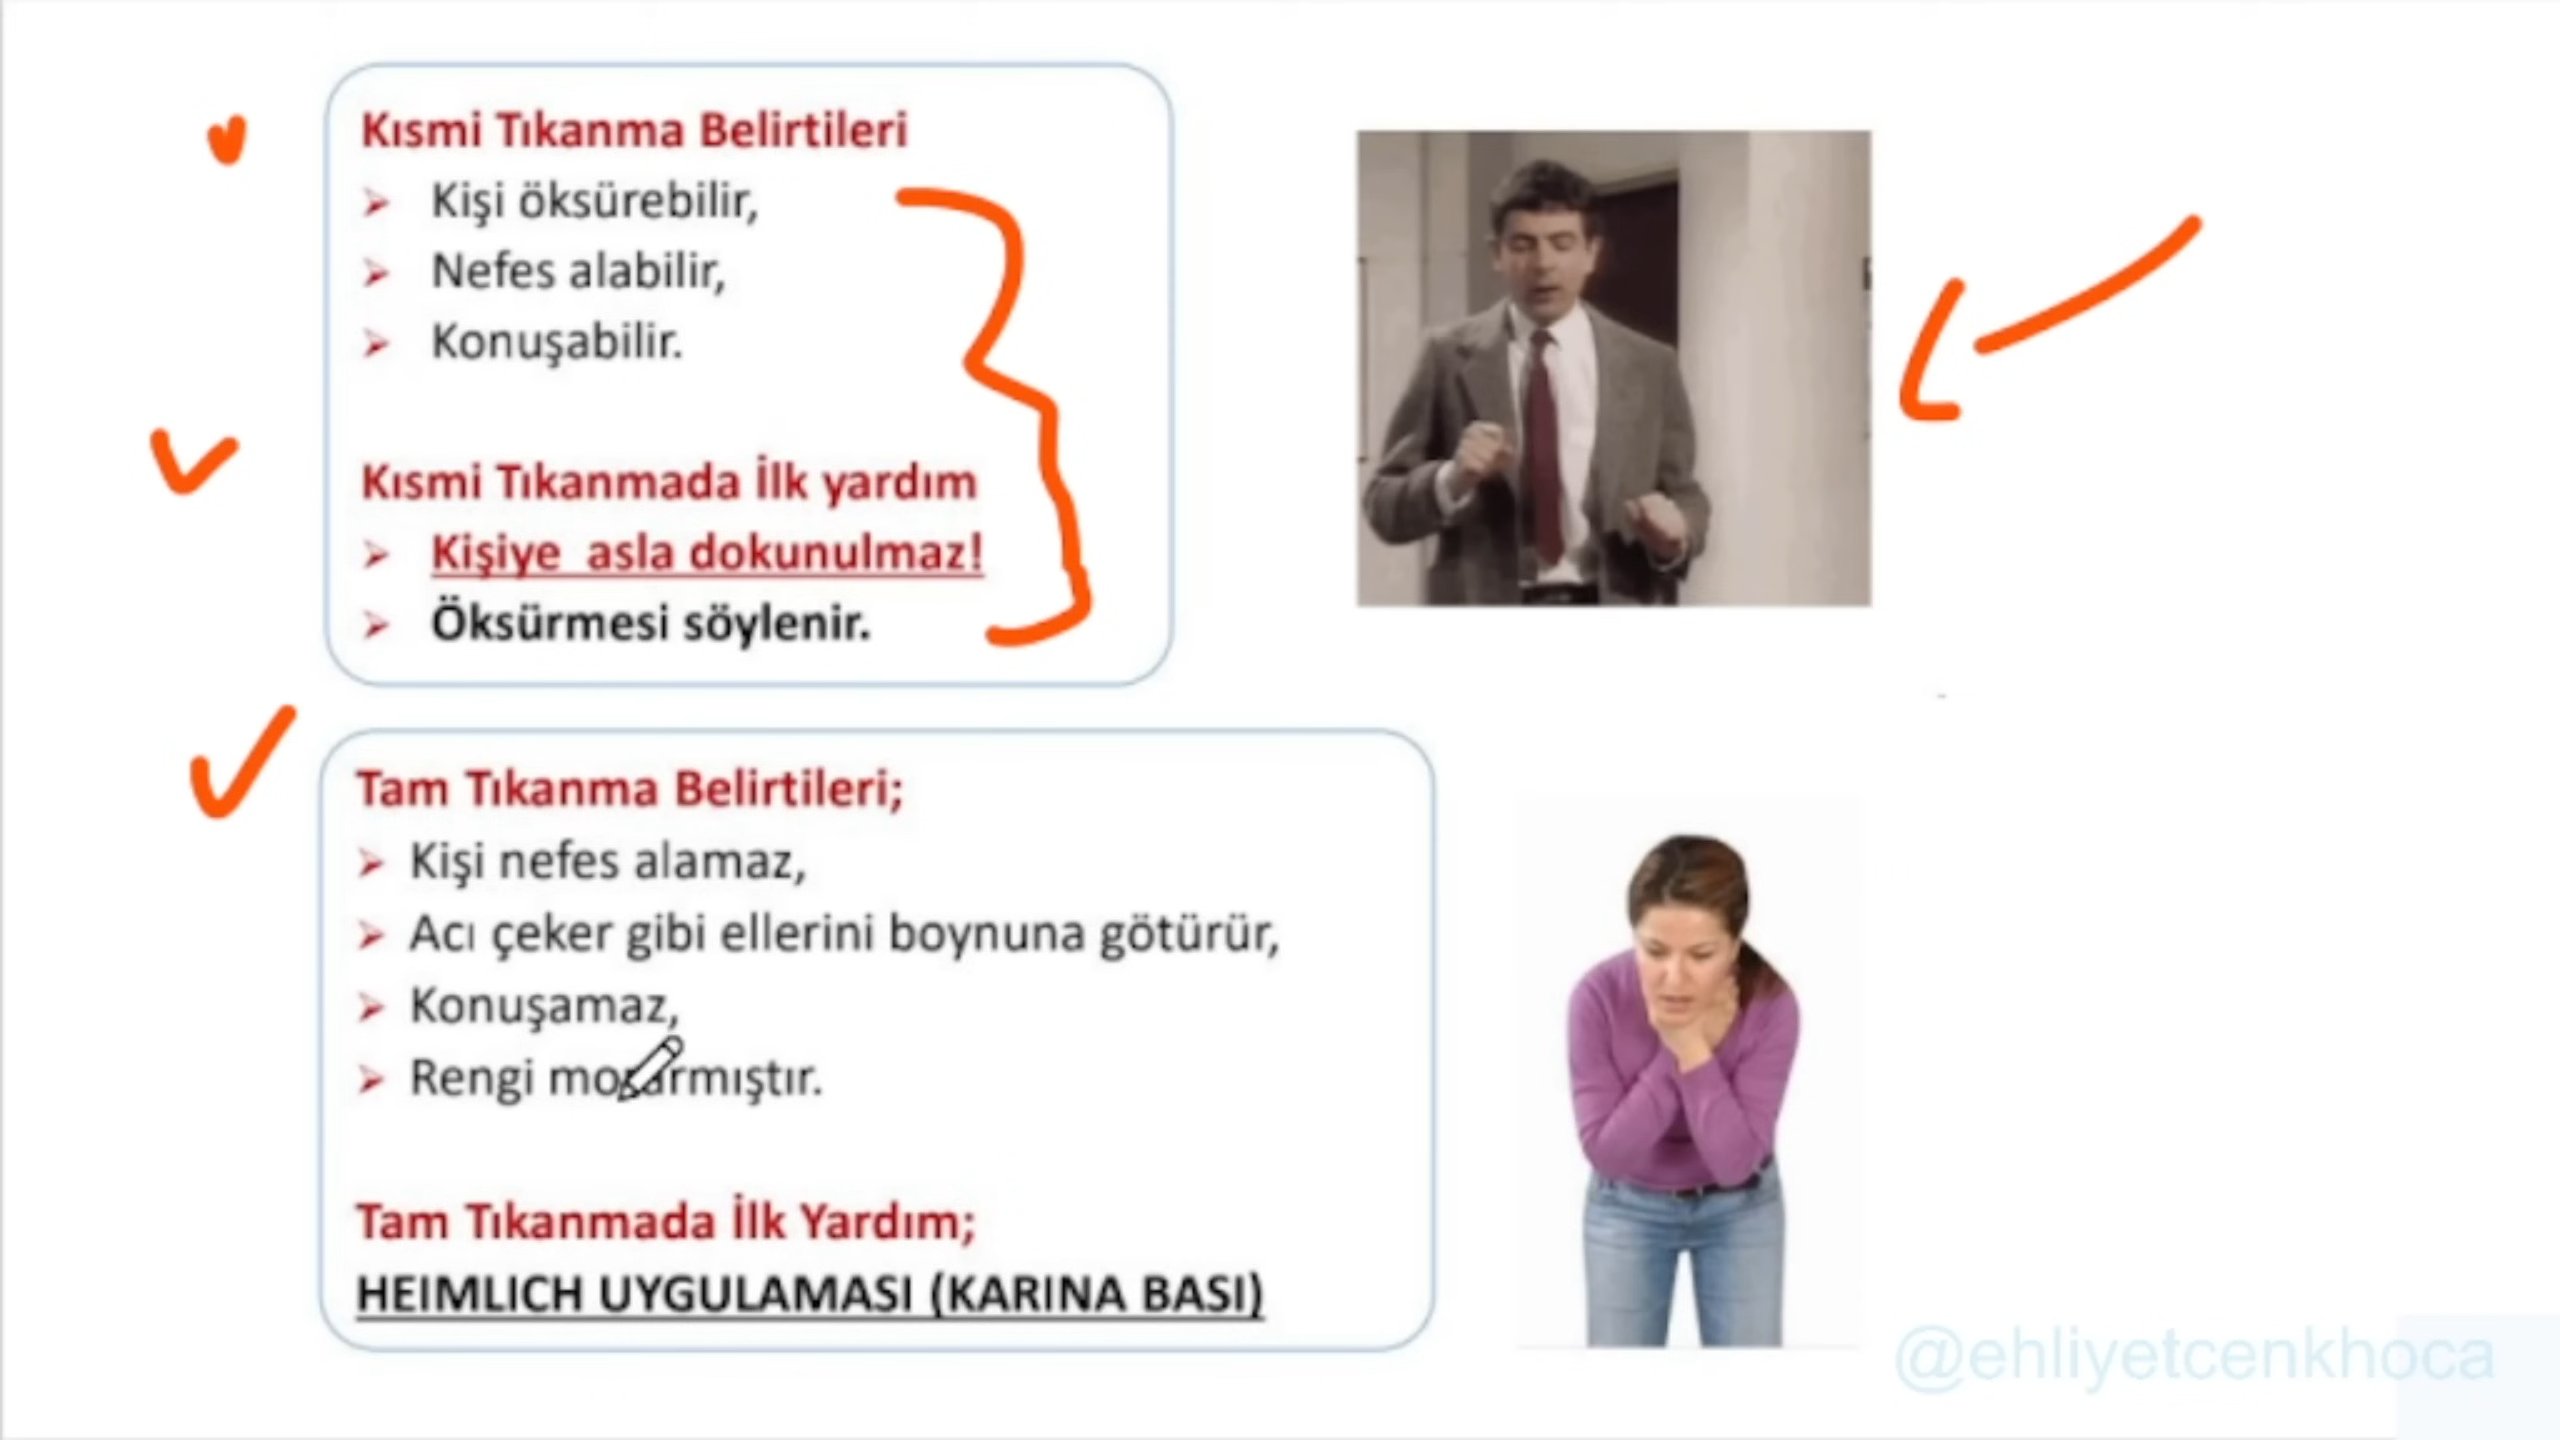 Kısmi Tıkanma Belirtileri
➢ Kişi öksürebilir,
➢ Nefes alabilir,
➢ Konuşabilir.
Kısmi Tıkanmada İlk yardım
➢ Kişiye asla dokunulmaz!
➢ Öksürmesi söylenir.
Tam Tıkanma Belirtileri;
➢ Kişi nefes alamaz,
➢ Acı çeker gibi ellerini boynuna götürür,
➢ Konuşamaz,
➢ Rengi morarmıştır.
Tam Tıkanmada İlk Yardım;
HEIMLICH UYGULAMASI (KARINA BASI)
@ehliyetcenkhoca